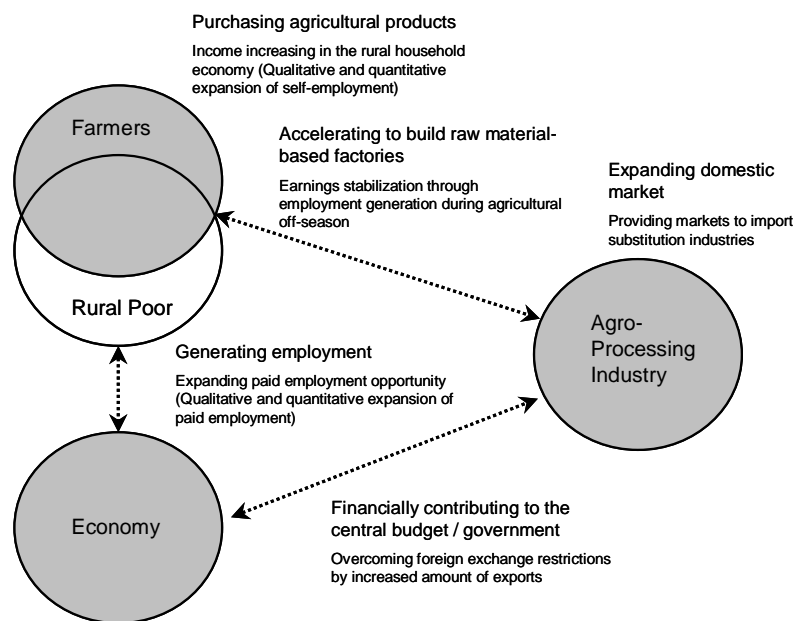 Purchasing agricultural products
Income increasing in the rural household
economy (Qualitative and quantitative
expansion of self-employment)
Farmers
Accelerating to build raw material-
based factories
Earnings stabilization through
employment generation during agricultural
off-season
Expanding domestic
market
Providing markets to import
substitution industries
Rural Poor
Agro-
Processing
Industry
Generating employment
Expanding paid employment opportunity
(Qualitative and quantitative expansion of
paid employment)
Economy
Financially contributing to the
central budget / government
Overcoming foreign exchange restrictions
by increased amount of exports